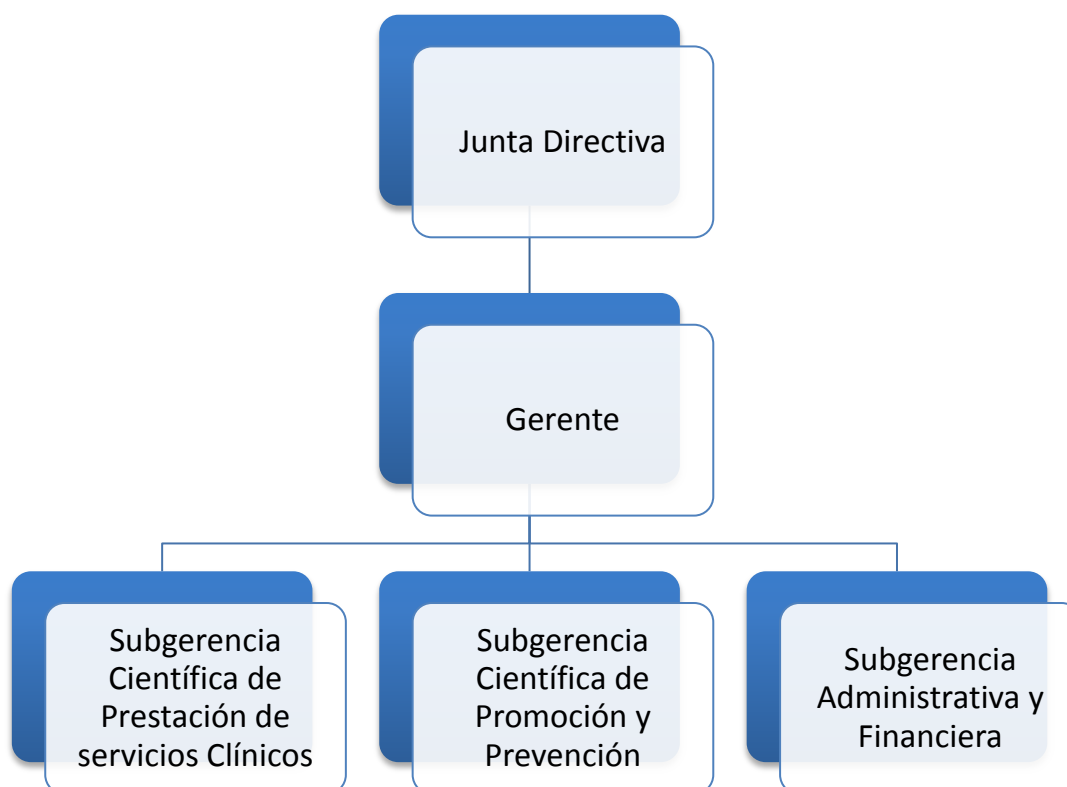 Junta Directiva
Gerente
Subgerencia
Científica de
Prestación de
servicios Clínicos
Subgerencia
Científica de
Promoción y
Prevención
Subgerencia
Administrativa y
Financiera